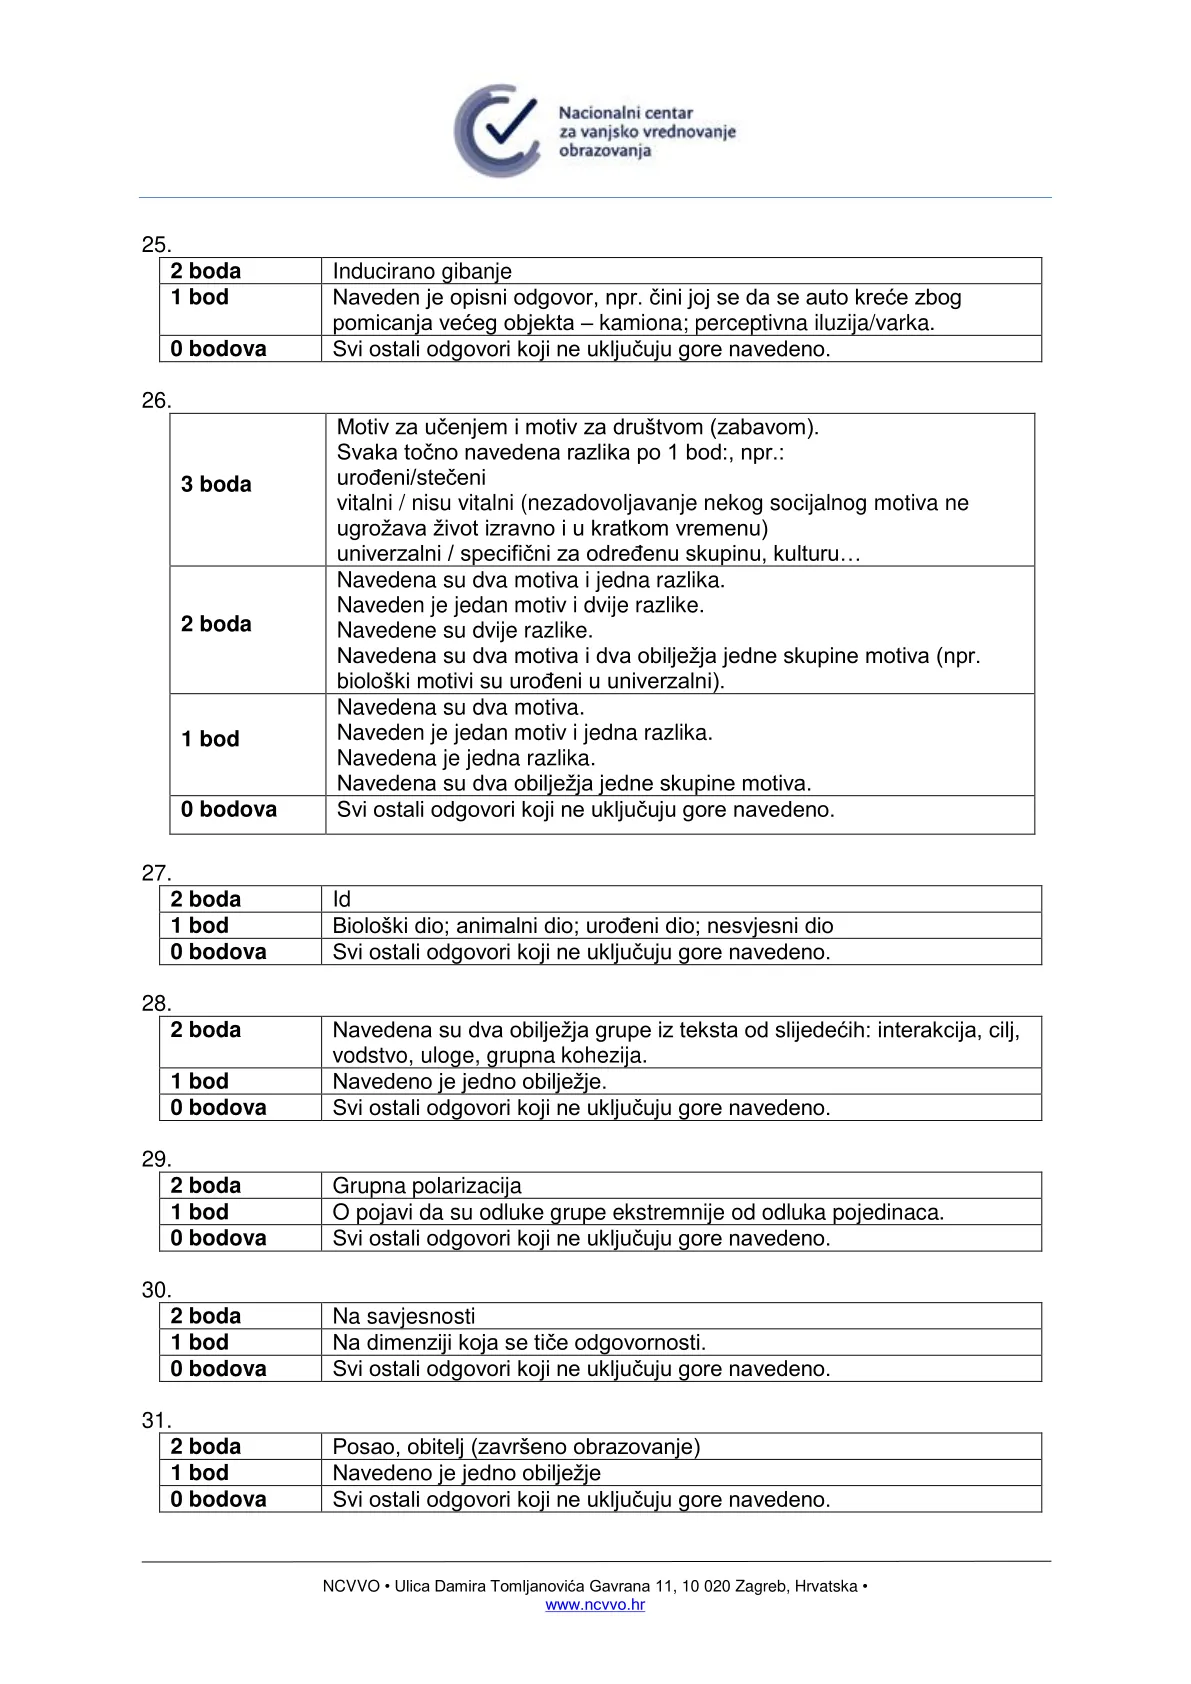 Nacionalni centar
za vanjsko vrednovanje
obrazovanja
25.
2 boda Inducirano gibanje
1 bod Naveden je opisni odgovor, npr. čini joj se da se auto kreće zbog
pomicanja većeg objekta – kamiona; perceptivna iluzija/varka.
0 bodova Svi ostali odgovori koji ne uključuju gore navedeno.
26.
3 boda
Motiv za učenjem i motiv za društvom (zabavom).
Svaka točno navedena razlika po 1 bod:, npr.:
urođeni/stečeni
vitalni / nisu vitalni (nezadovoljavanje nekog socijalnog motiva ne
ugrožava život izravno i u kratkom vremenu)
univerzalni / specifični za određenu skupinu, kulturu…
2 boda
Navedena su dva motiva i jedna razlika.
Naveden je jedan motiv i dvije razlike.
Navedene su dvije razlike.
Navedena su dva motiva i dva obilježja jedne skupine motiva (npr.
biološki motivi su urođeni u univerzalni).
1 bod
Navedena su dva motiva.
Naveden je jedan motiv i jedna razlika.
Navedena je jedna razlika.
Navedena su dva obilježja jedne skupine motiva.
0 bodova Svi ostali odgovori koji ne uključuju gore navedeno.
27.
2 boda Id
1 bod Biološki dio; animalni dio; urođeni dio; nesvjesni dio
0 bodova Svi ostali odgovori koji ne uključuju gore navedeno.
28.
2 boda Navedena su dva obilježja grupe iz teksta od slijedećih: interakcija, cilj,
vodstvo, uloge, grupna kohezija.
1 bod Navedeno je jedno obilježje.
0 bodova Svi ostali odgovori koji ne uključuju gore navedeno.
29.
2 boda Grupna polarizacija
1 bod O pojavi da su odluke grupe ekstremnije od odluka pojedinaca.
0 bodova Svi ostali odgovori koji ne uključuju gore navedeno.
30.
2 boda Na savjesnosti
1 bod Na dimenziji koja se tiče odgovornosti.
0 bodova Svi ostali odgovori koji ne uključuju gore navedeno.
31.
2 boda Posao, obitelj (završeno obrazovanje)
1 bod Navedeno je jedno obilježje
0 bodova Svi ostali odgovori koji ne uključuju gore navedeno.
NCVVO • Ulica Damira Tomljanovića Gavrana 11, 10 020 Zagreb, Hrvatska •
www.ncvvo.hr